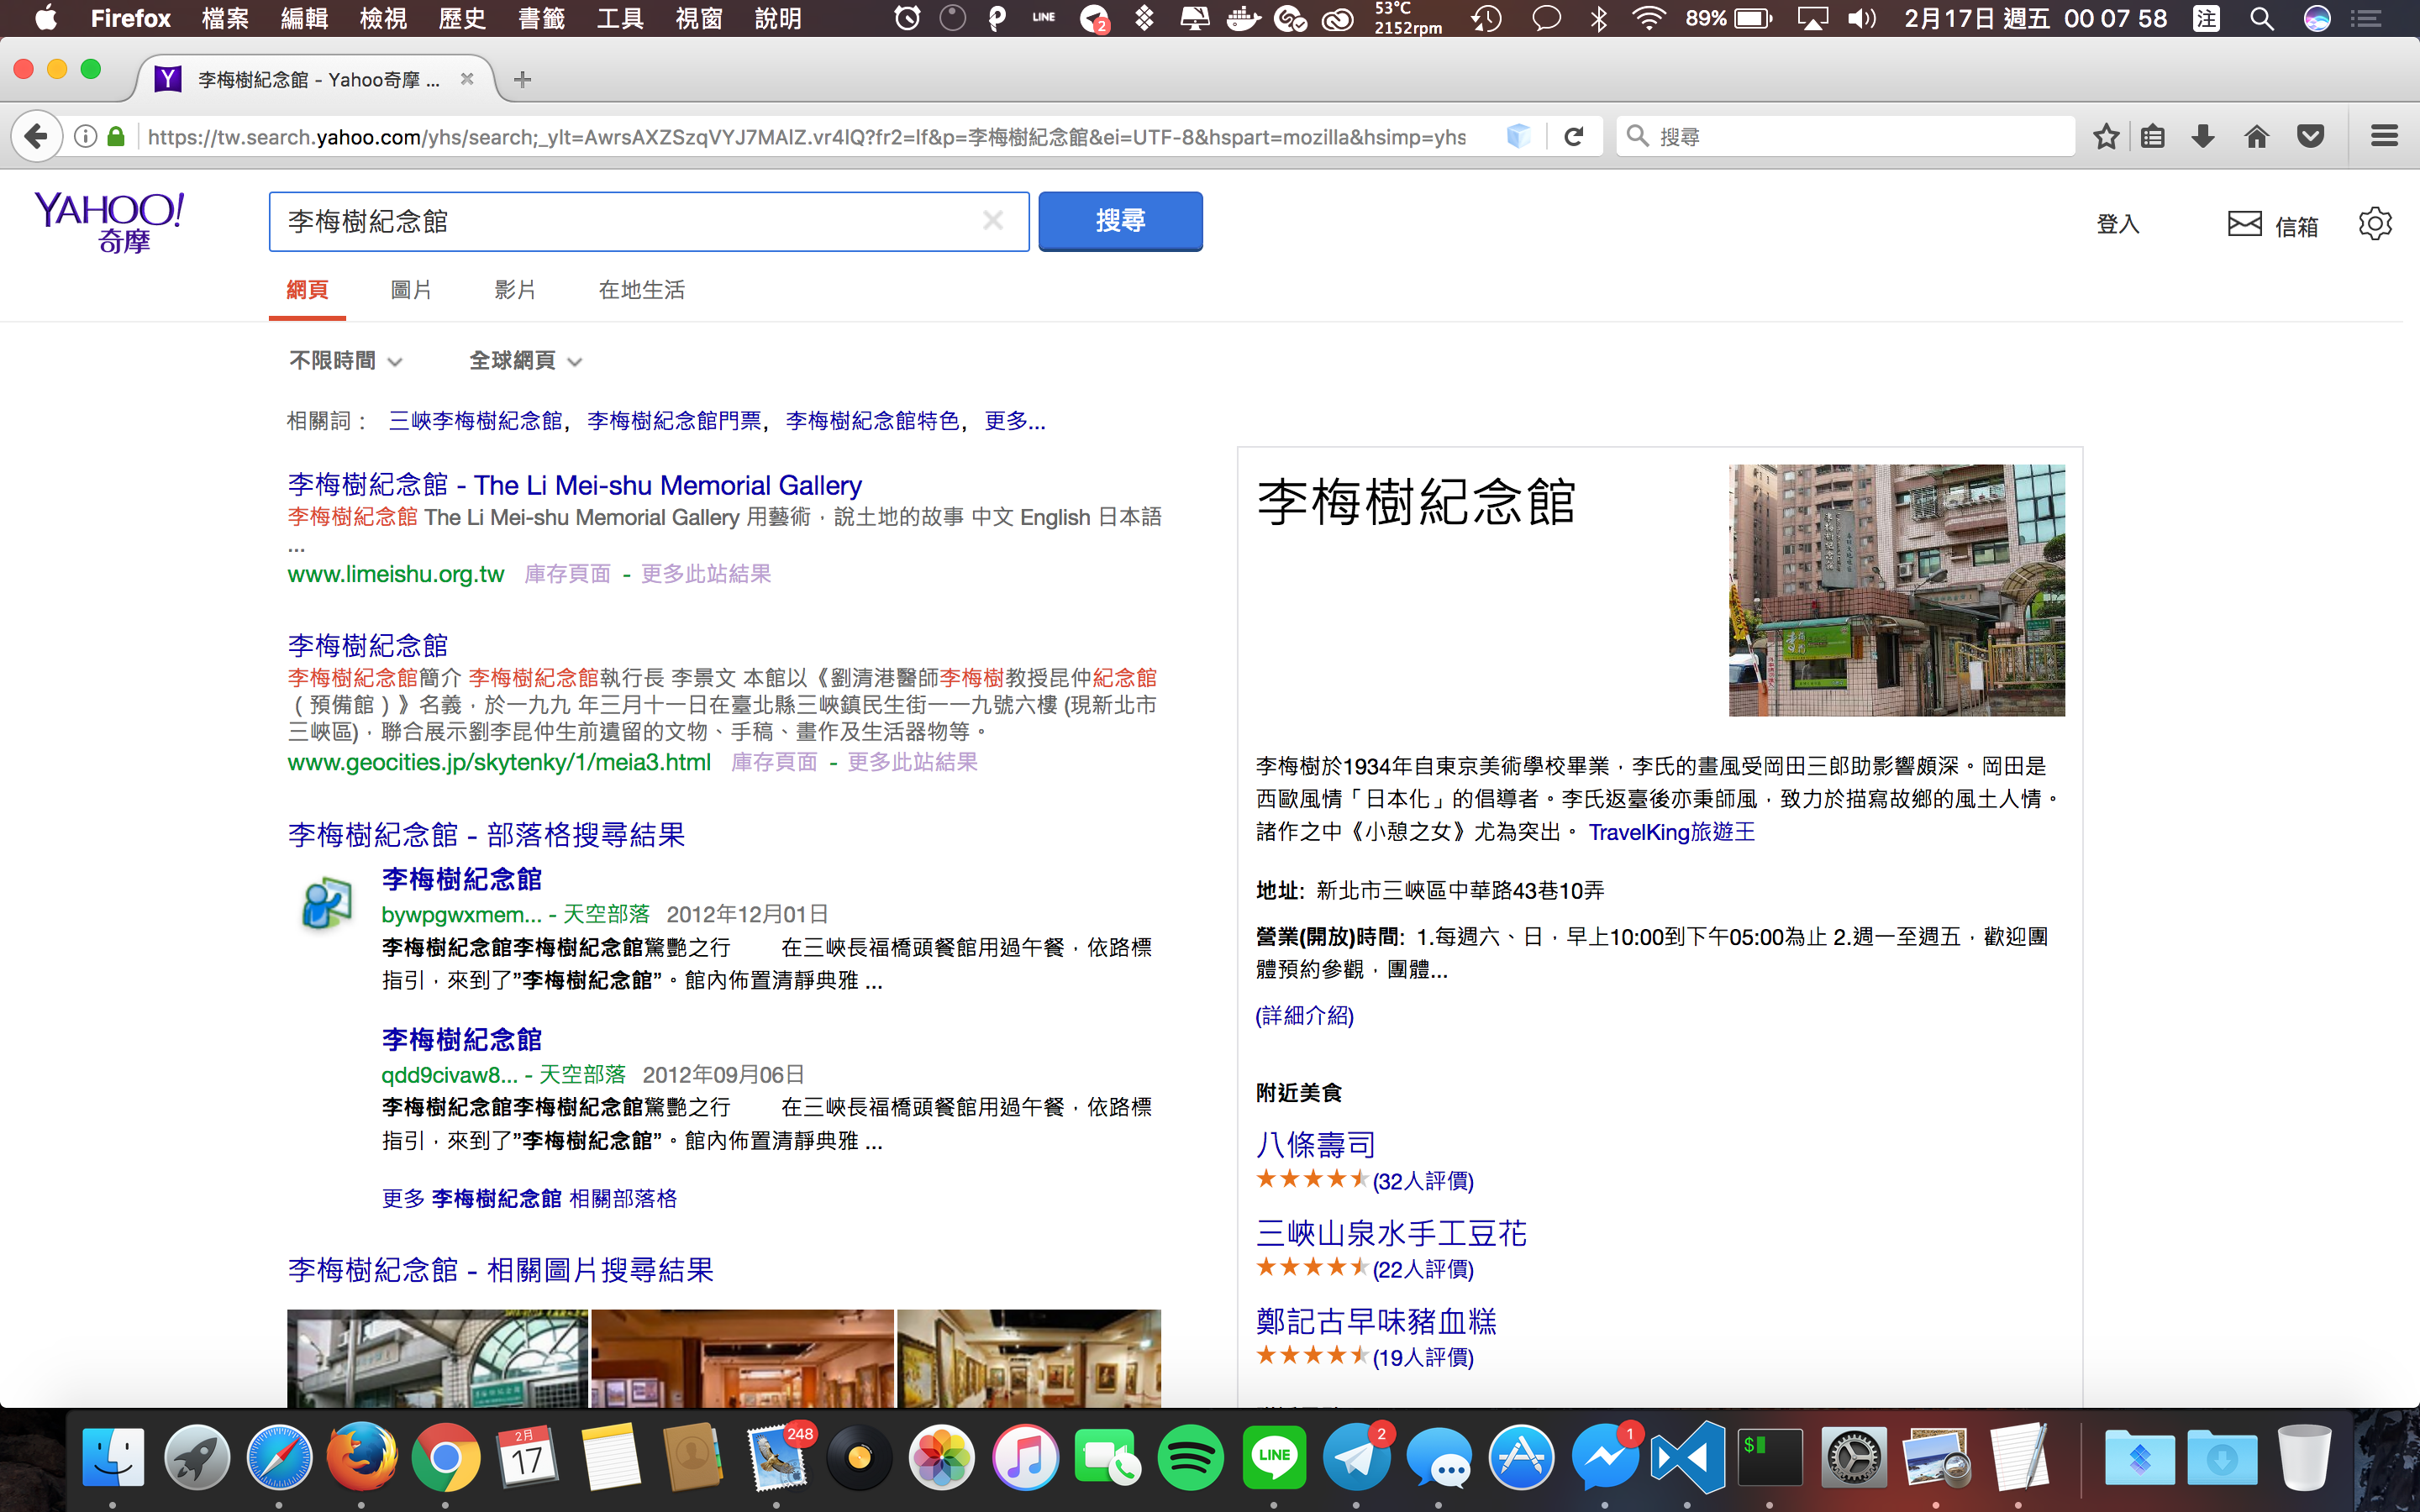 Firefox 檔案 編輯 檢視 歷史 書籤 工具 視窗 說明 LINE 2 53°C 2152rpm 89% 2月17日 週五 00 07 58 注
李梅樹紀念館 - Yahoo奇摩 ...
https://tw.search.yahoo.com/yhs/search;_ylt=AwrsAXZSzqVYJ7MAlZ.vr4lQ?fr2=lf&p=李梅樹紀念館&ei=UTF-8&hspart=mozilla&hsimp=yhs 搜尋
YAHOO!
奇摩
李梅樹紀念館 搜尋 登入 信箱
網頁 圖片 影片 在地生活
不限時間 全球網頁
相關詞： 三峽李梅樹紀念館, 李梅樹紀念館門票, 李梅樹紀念館特色, 更多...
李梅樹紀念館 - The Li Mei-shu Memorial Gallery
李梅樹紀念館 The Li Mei-shu Memorial Gallery 用藝術，說土地的故事 中文 English 日本語
...
www.limeishu.org.tw 庫存頁面 - 更多此站結果
李梅樹紀念館
李梅樹紀念館簡介 李梅樹紀念館執行長 李景文 本館以《劉清港醫師李梅樹教授昆仲紀念館
（預備館）》名義，於一九九 年三月十一日在臺北縣三峽鎮民生街一一九號六樓 (現新北市
三峽區)，聯合展示劉李昆仲生前遺留的文物、手稿、畫作及生活器物等。
www.geocities.jp/skytenky/1/meia3.html 庫存頁面 - 更多此站結果
李梅樹紀念館 - 部落格搜尋結果
李梅樹紀念館
bywpgwxmem... - 天空部落 2012年12月01日
李梅樹紀念館李梅樹紀念館驚艷之行 在三峽長福橋頭餐館用過午餐，依路標
指引，來到了”李梅樹紀念館”。館內佈置清靜典雅 ...
李梅樹紀念館
qdd9civaw8... - 天空部落 2012年09月06日
李梅樹紀念館李梅樹紀念館驚艷之行 在三峽長福橋頭餐館用過午餐，依路標
指引，來到了”李梅樹紀念館”。館內佈置清靜典雅 ...
更多 李梅樹紀念館 相關部落格
李梅樹紀念館 - 相關圖片搜尋結果
李梅樹紀念館
李梅樹於1934年自東京美術學校畢業，李氏的畫風受岡田三郎助影響頗深。岡田是
西歐風情「日本化」的倡導者。李氏返臺後亦秉師風，致力於描寫故鄉的風土人情。
諸作之中《小憩之女》尤為突出。 TravelKing旅遊王
地址: 新北市三峽區中華路43巷10弄
營業(開放)時間: 1.每週六、日，早上10:00到下午05:00為止 2.週一至週五，歡迎團
體預約參觀，團體...
(詳細介紹)
附近美食
八條壽司
(32人評價)
三峽山泉水手工豆花
(22人評價)
鄭記古早味豬血糕
(19人評價)
2月 17 248 LINE 2 1 $